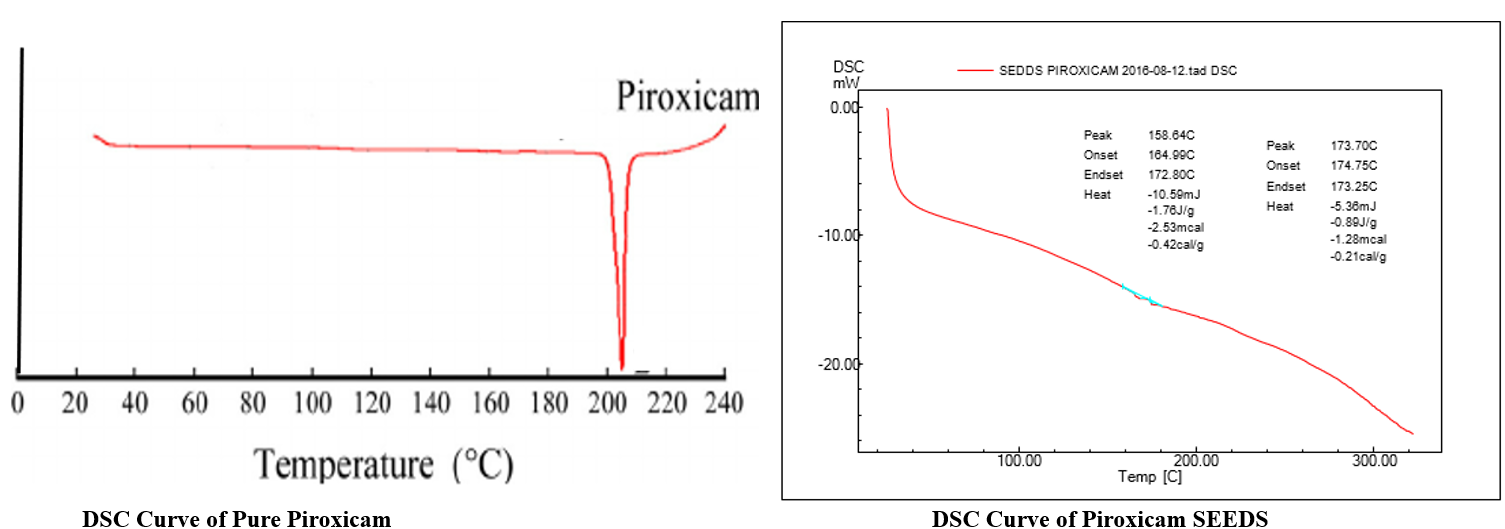 Piroxicam
0 20 40 60 80 100 120 140 160 180 200 220 240
Temperature (°C)
DSC Curve of Pure Piroxicam
DSC
mW
SEDDS PIROXICAM 2016-08-12.tad DSC
0.00
-10.00
-20.00
Peak 158.64C
Onset 164.99C
Endset 172.80C
Heat -10.59mJ
-1.76J/g
-2.53mcal
-0.42cal/g
Peak 173.70C
Onset 174.75C
Endset 173.25C
Heat -5.36mJ
-0.89J/g
-1.28mcal
-0.21cal/g
100.00 200.00 300.00
Temp [C]
DSC Curve of Piroxicam SEEDS